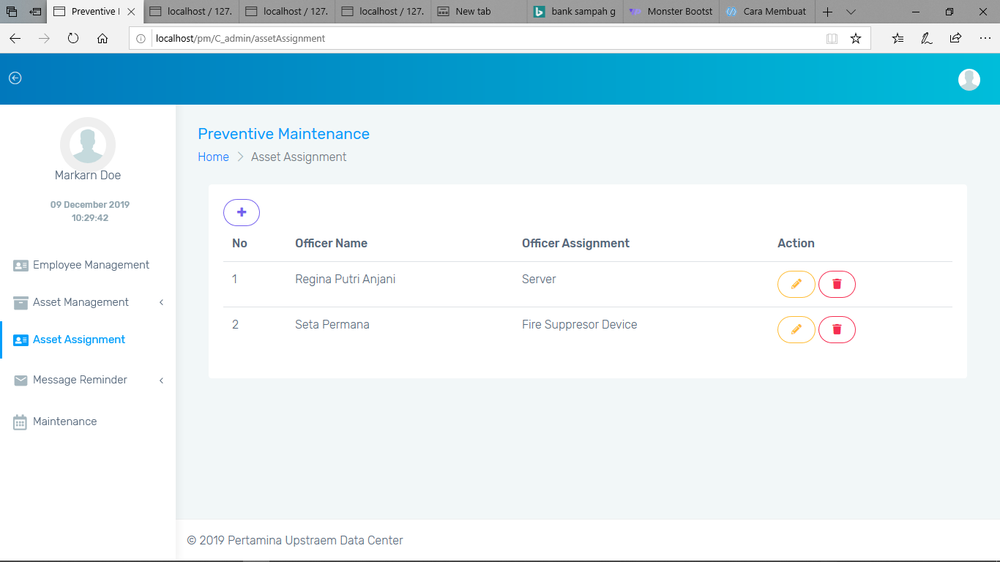 Preventive I
localhost / 127.
localhost / 127.
localhost / 127.
New tab
bank sampah g
Monster Bootst
Cara Membuat
localhost/pm/C_admin/assetAssignment
Preventive Maintenance
Home > Asset Assignment
Markarn Doe
09 December 2019
10:29:42
Employee Management
Asset Management
Asset Assignment
Message Reminder
Maintenance
No Officer Name Officer Assignment Action
1 Regina Putri Anjani Server
2 Seta Permana Fire Suppresor Device
© 2019 Pertamina Upstraem Data Center